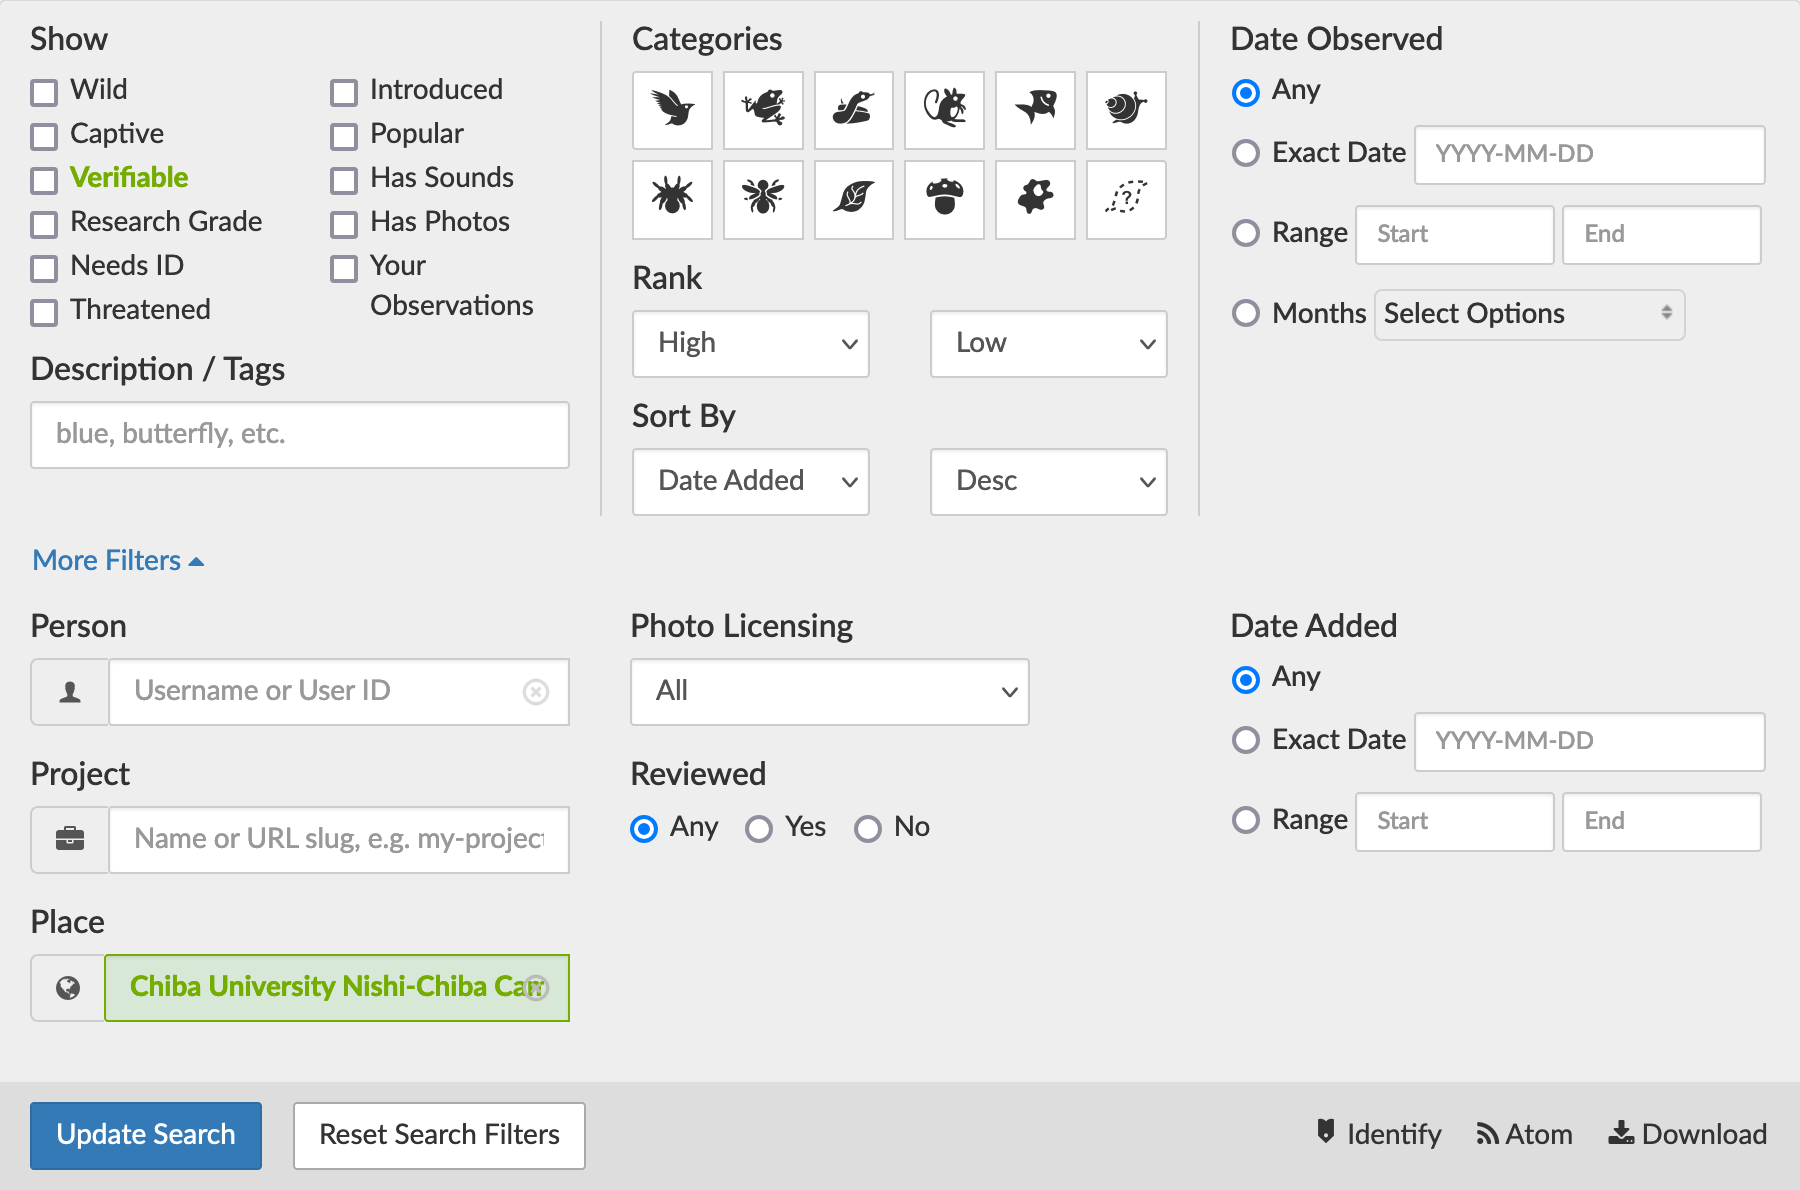 Show
Wild
Captive
Verifiable
Research Grade
Needs ID
Threatened
Introduced
Popular
Has Sounds
Has Photos
Your
Observations
Description / Tags
blue, butterfly, etc.
Categories
?
Rank
High
Low
Sort By
Date Added
Desc
Date Observed
Any
Exact Date
YYYY-MM-DD
Range
Start
End
Months
Select Options
More Filters
Person
Username or User ID
Project
Name or URL slug, e.g. my-project
Place
Chiba University Nishi-Chiba Cam
Photo Licensing
All
Reviewed
Any
Yes
No
Date Added
Any
Exact Date
YYYY-MM-DD
Range
Start
End
Update Search
Reset Search Filters
Identify
Atom
Download